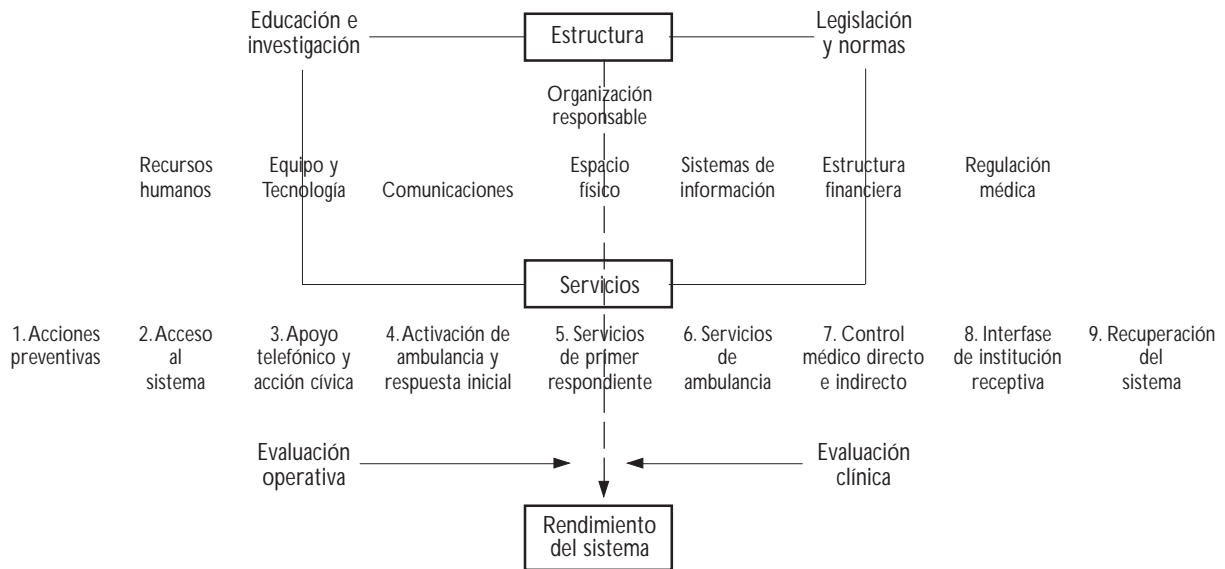 Educación e
investigación
Estructura
Legislación
y normas
Organización
responsable
Recursos
humanos
Equipo y
Tecnología
Comunicaciones
Espacio
físico
Sistemas de
información
Estructura
financiera
Regulación
médica
Servicios
1. Acciones
preventivas
2. Acceso
al
sistema
3. Apoyo
telefónico y
acción cívica
4. Activación de
ambulancia y
respuesta inicial
5. Servicios
de primer
respondiente
6. Servicios
de
ambulancia
7. Control
médico directo
e indirecto
8. Interfase
de institución
receptiva
9. Recuperación
del
sistema
Evaluación
operativa
Evaluación
clínica
Rendimiento
del sistema